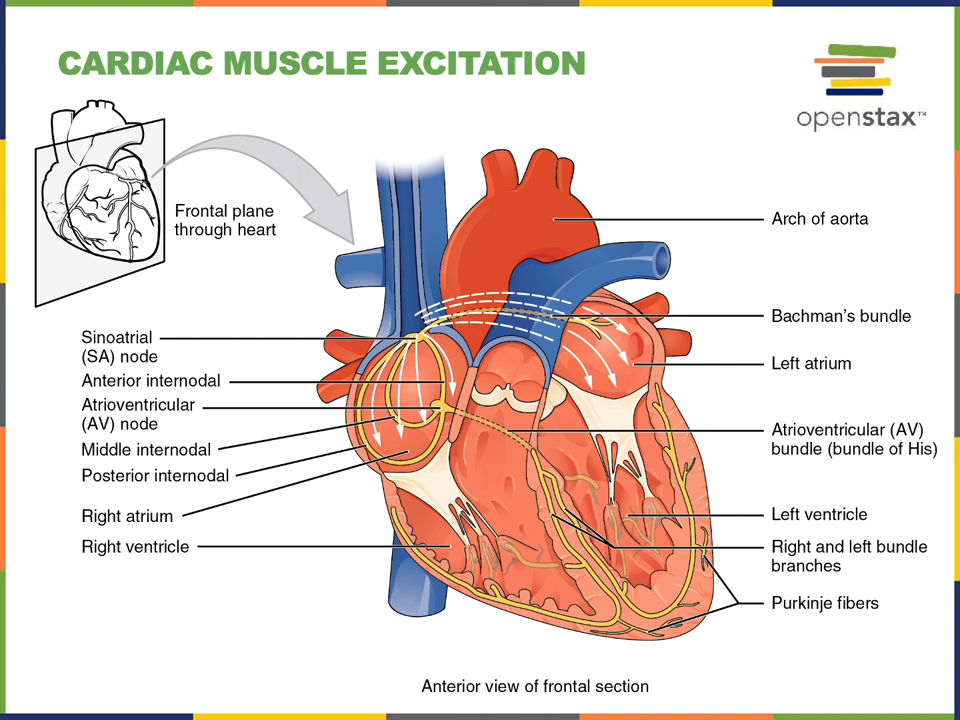 CARDIAC MUSCLE EXCITATION
openstax™
Frontal plane
through heart
Arch of aorta
Bachman's bundle
Sinoatrial
(SA) node
Left atrium
Anterior internodal
Atrioventricular
(AV) node
Atrioventricular (AV)
bundle (bundle of His)
Middle internodal
Posterior internodal
Right atrium
Left ventricle
Right ventricle
Right and left bundle
branches
Purkinje fibers
Anterior view of frontal section